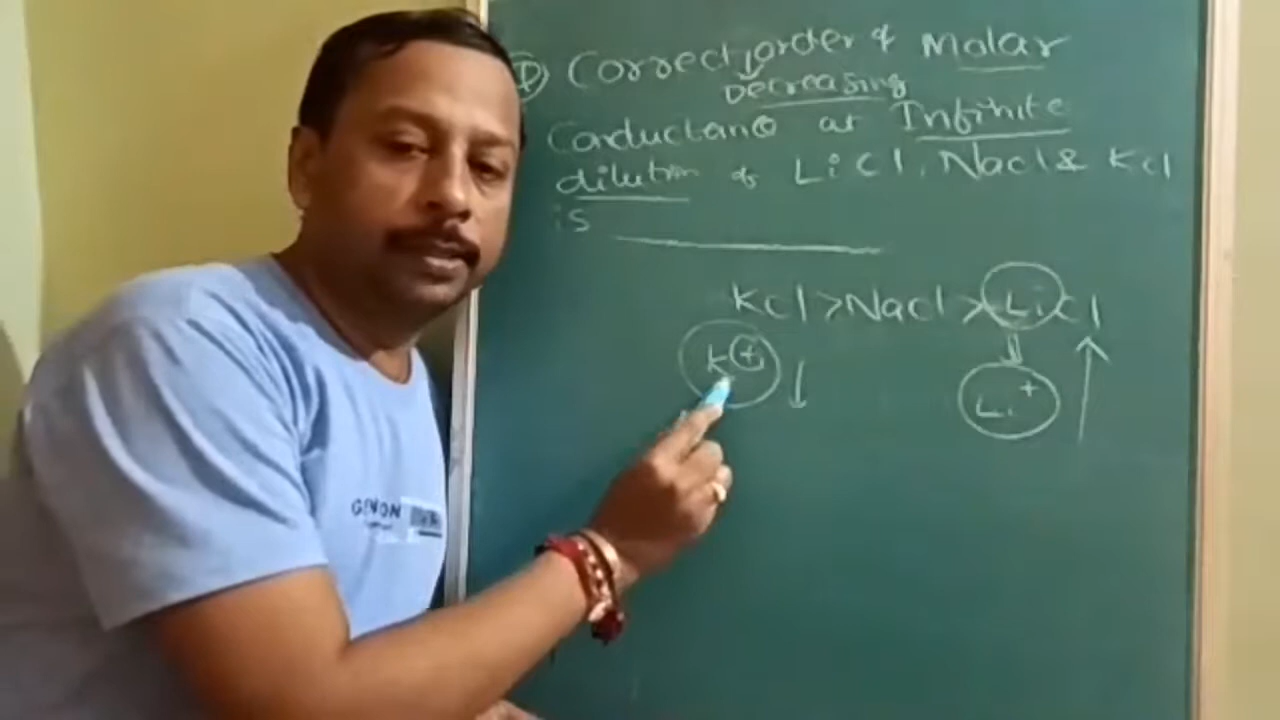 Correct order of Molar
Decreasing
Conductance at Infinite
dilution of LiCl, Nacl & Kcl
is
Kcl > Nacl > LiCl
K+
Li+